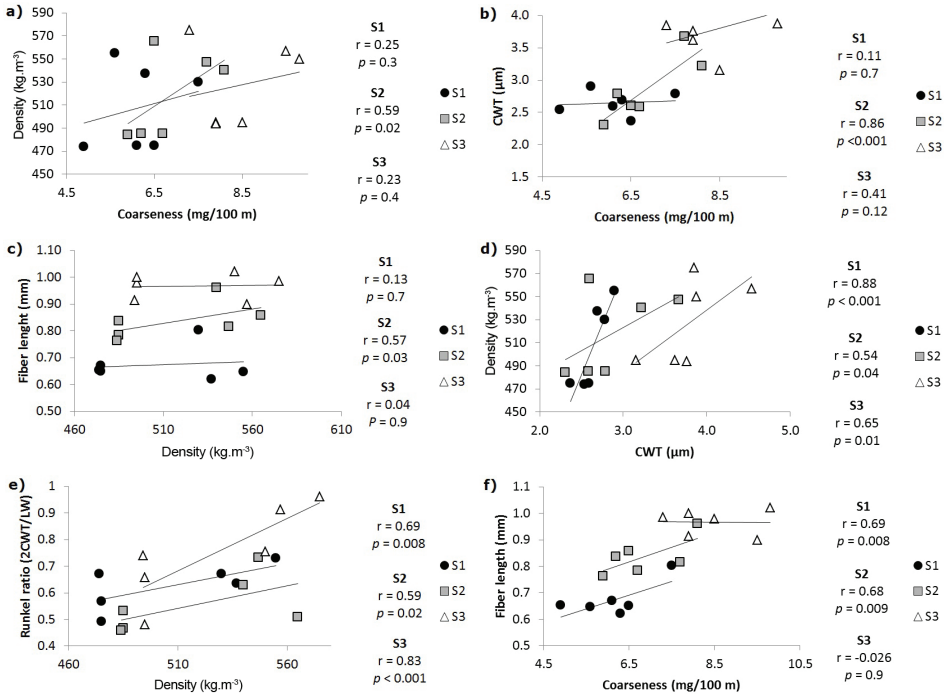 a)
590
570
550
530
510
490
470
450
Density (kg.m⁻³)
4.5 6.5 8.5
Coarseness (mg/100 m)
S1
r = 0.25
p = 0.3
S2
r = 0.59
p = 0.02
S3
r = 0.23
p = 0.4
S1
S2
S3
b)
4.0
3.5
3.0
2.5
2.0
1.5
CWT (µm)
4.5 6.5 8.5
Coarseness (mg/100 m)
S1
r = 0.11
p = 0.7
S2
r = 0.86
p <0.001
S3
r = 0.41
p = 0.12
S1
S2
S3
c)
1.10
1.00
0.90
0.80
0.70
0.60
0.50
Fiber lenght (mm)
460 510 560 610
Density (kg.m⁻³)
S1
r = 0.13
p = 0.7
S2
r = 0.57
p = 0.03
S3
r = 0.04
P = 0.9
S1
S2
S3
d)
590
570
550
530
510
490
470
450
Density (kg.m⁻³)
2.0 3.0 4.0 5.0
CWT (µm)
S1
r = 0.88
p < 0.001
S2
r = 0.54
p = 0.04
S3
r = 0.65
p = 0.01
S1
S2
S3
e)
1
0.9
0.8
0.7
0.6
0.5
0.4
Runkel ratio (2CWT/LW)
460 510 560
Density (kg.m⁻³)
S1
r = 0.69
p = 0.008
S2
r = 0.59
p = 0.02
S3
r = 0.83
p < 0.001
S1
S2
S3
f)
1.1
1.0
0.9
0.8
0.7
0.6
0.5
Fiber length (mm)
4.5 6.5 8.5 10.5
Coarseness (mg/100 m)
S1
r = 0.69
p = 0.008
S2
r = 0.68
p = 0.009
S3
r = -0.026
p = 0.9
S1
S2
S3